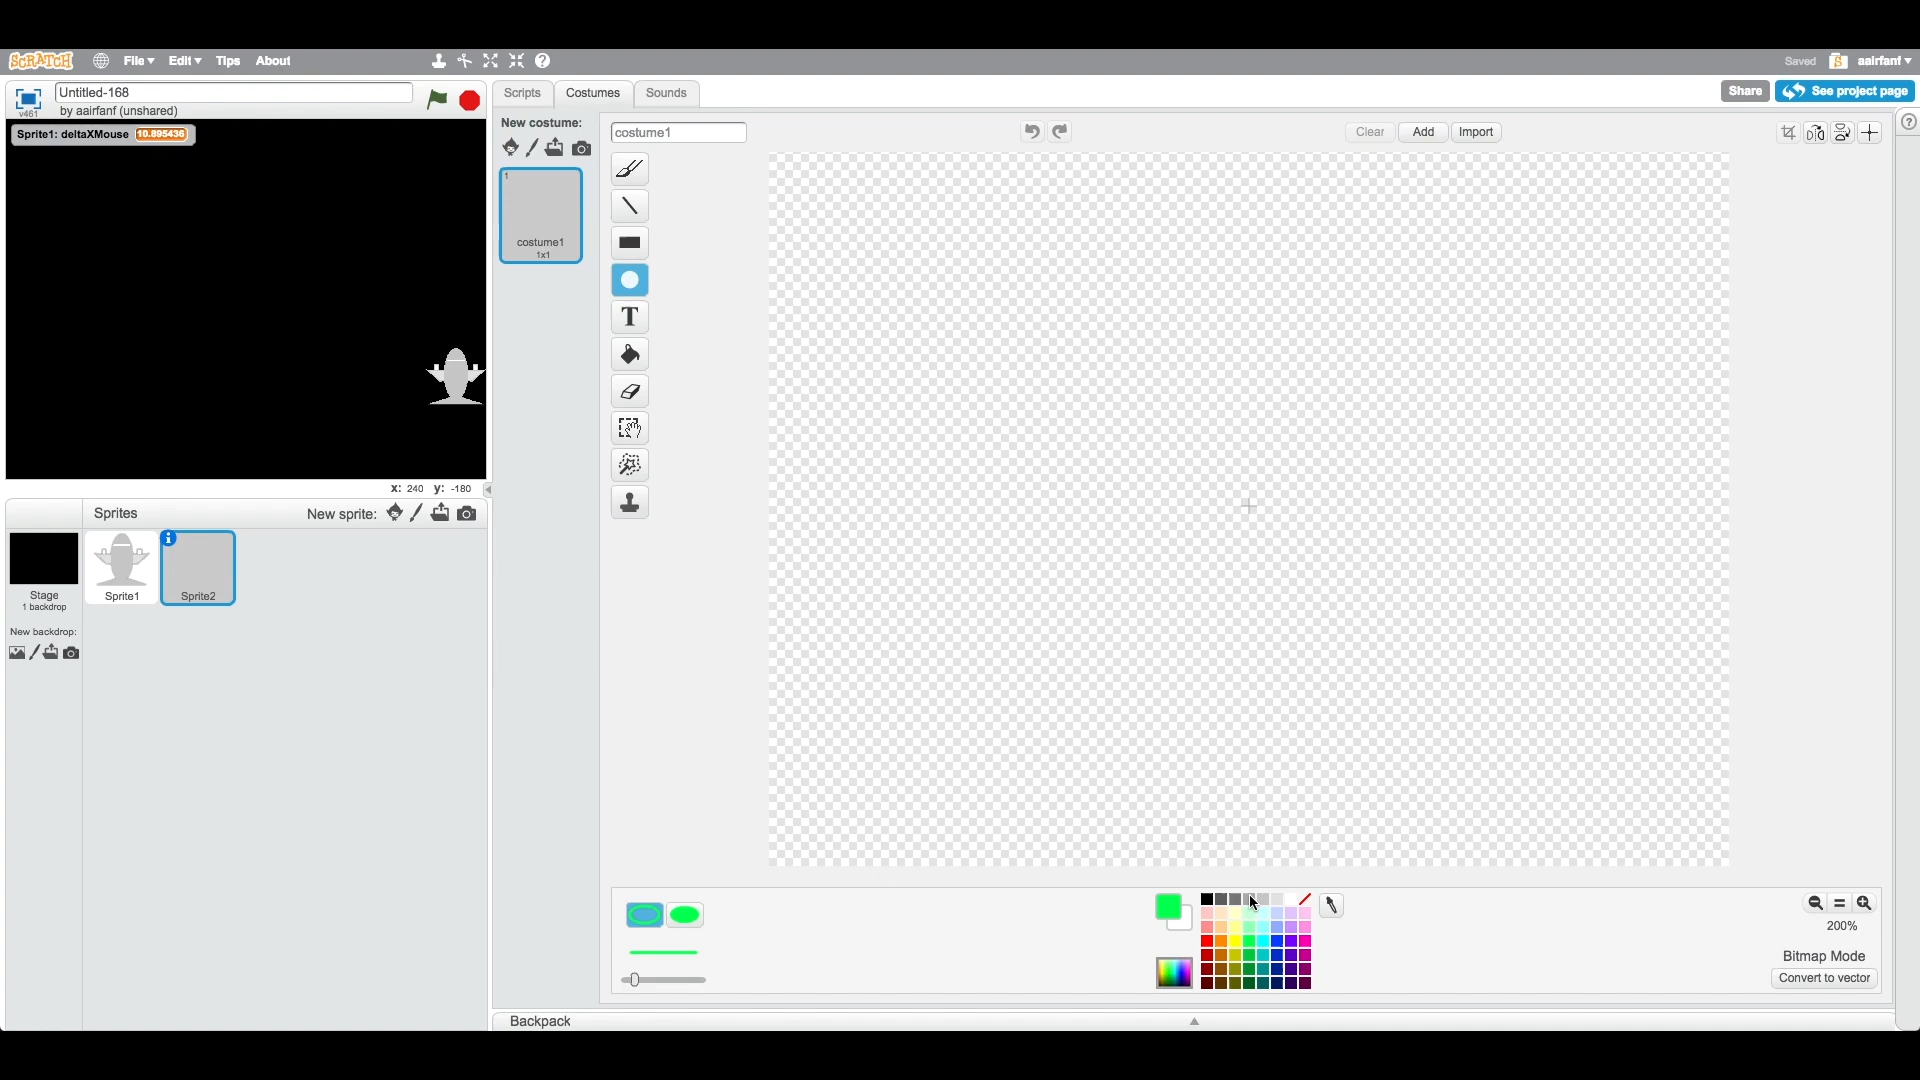 SCRATCH File Edit Tips About Saved aairfanf
Untitled-168
by aairfanf (unshared)
v461
Scripts Costumes Sounds
Share See project page
Sprite1: deltaXMouse 10.895436
New costume:
costume1
Clear Add Import
1
costume1
1x1
T
x: 240 y: -180
Sprites New sprite:
Stage
1 backdrop
Sprite1
Sprite2
New backdrop:
200%
Bitmap Mode
Convert to vector
Backpack